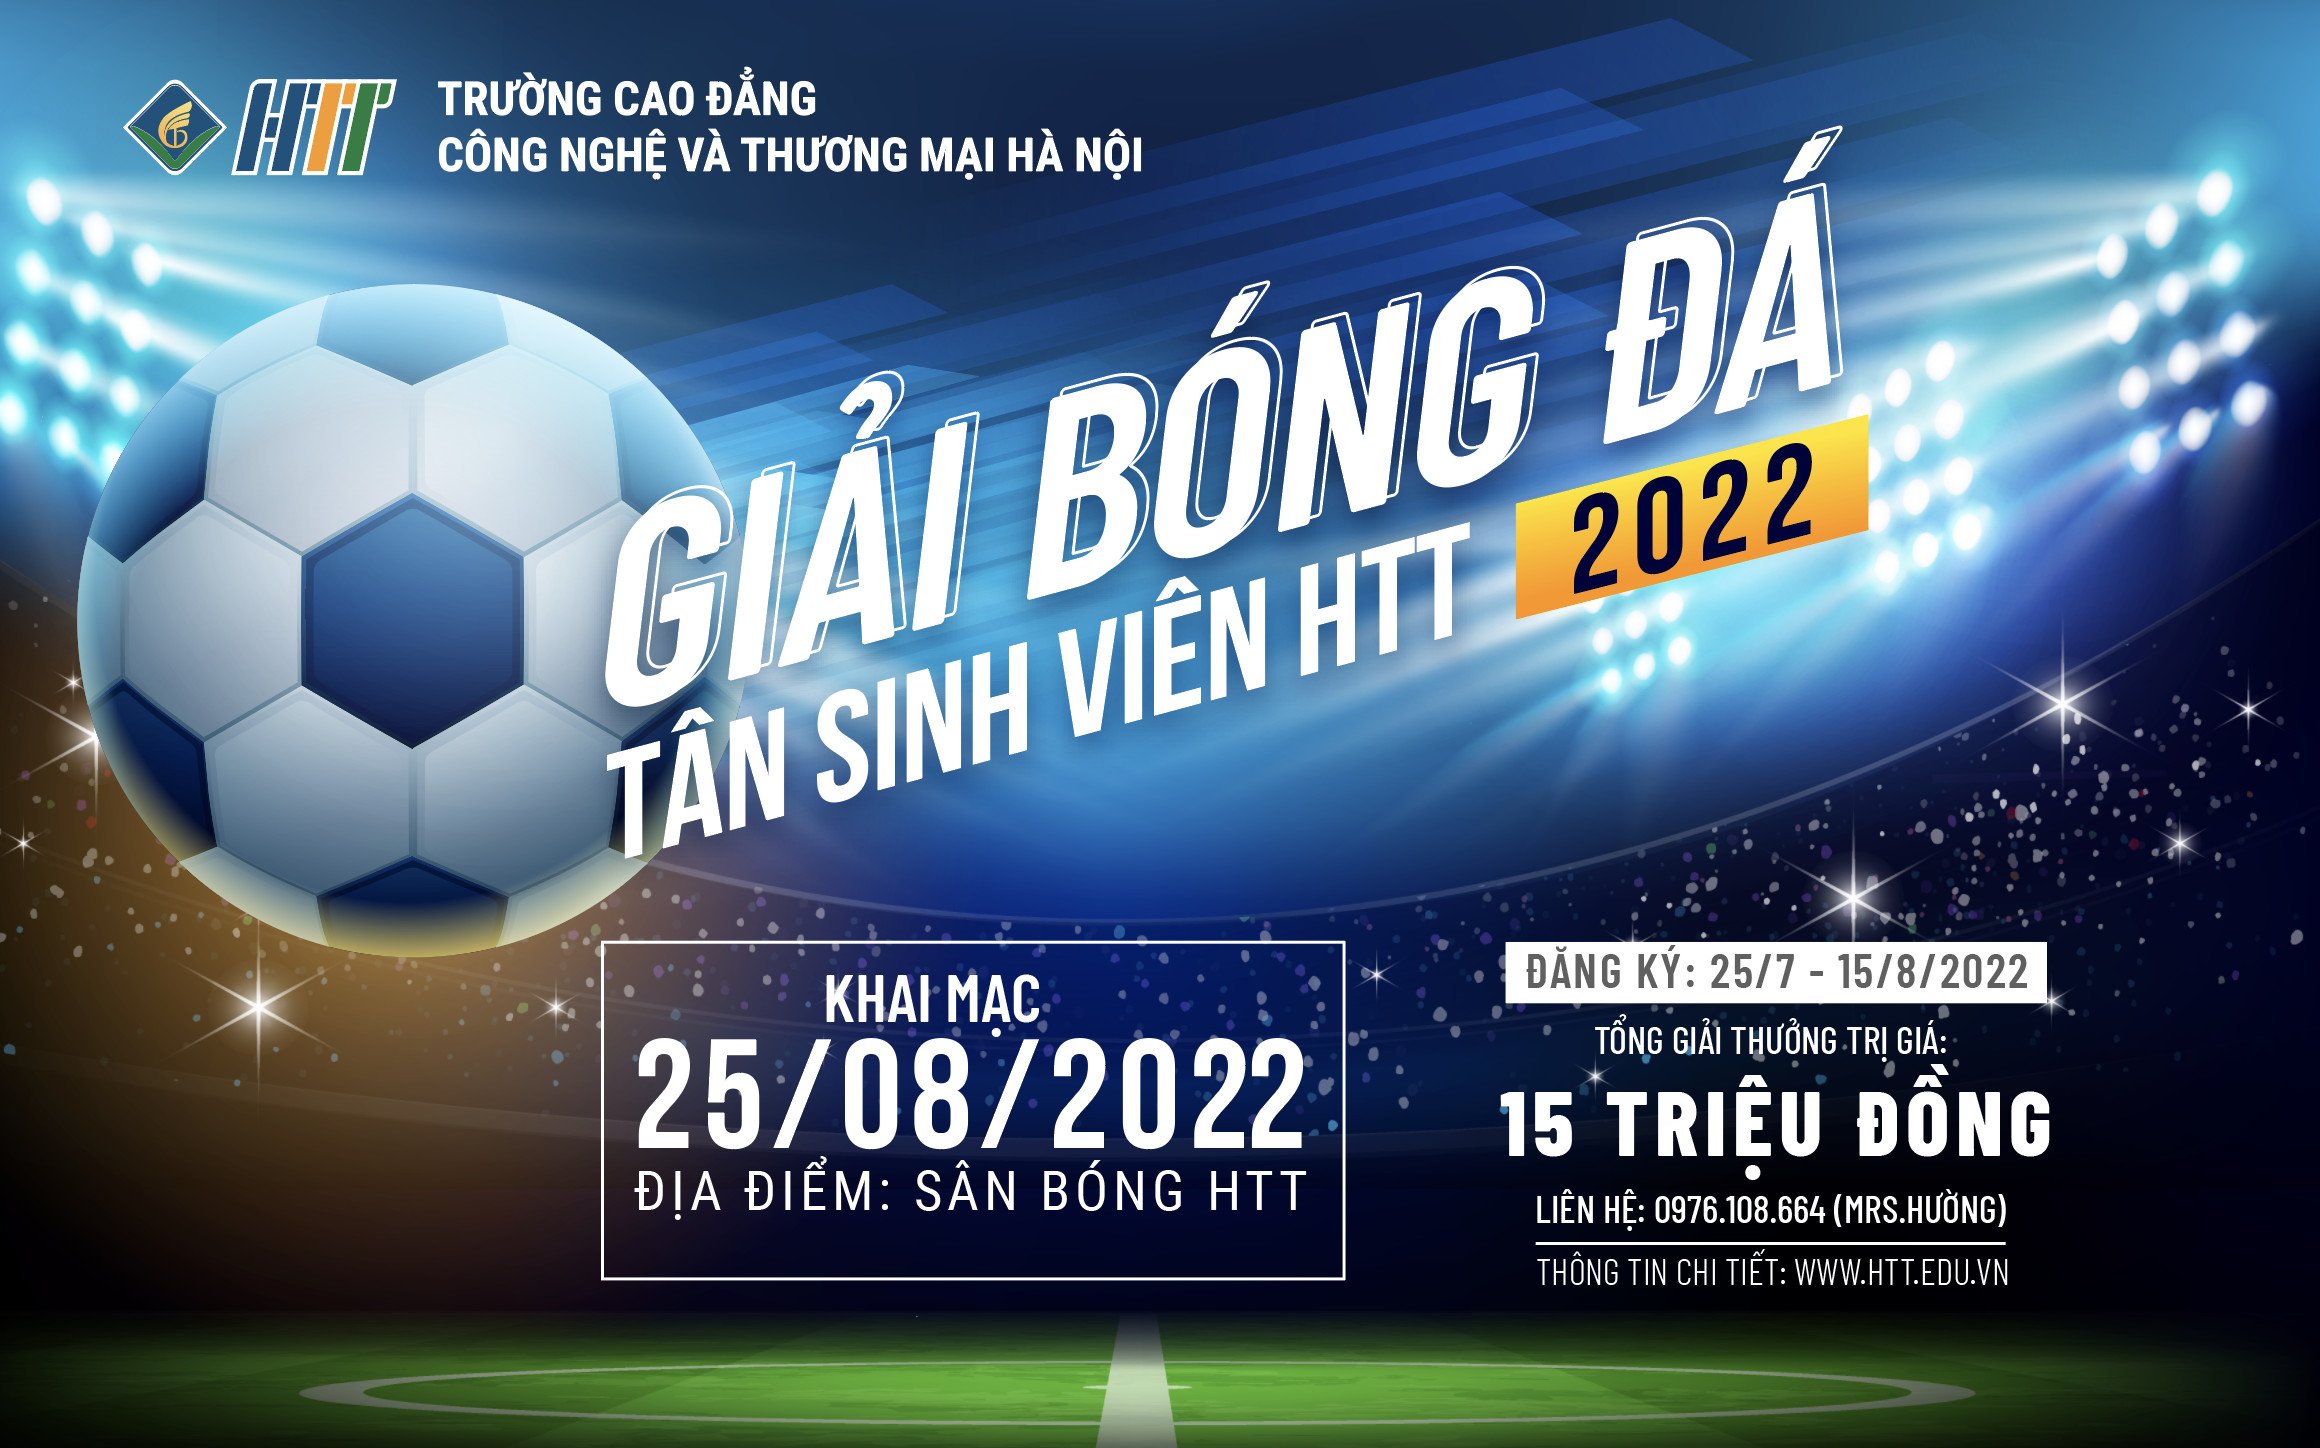 HTT
TRƯỜNG CAO ĐẲNG
CÔNG NGHỆ VÀ THƯƠNG MẠI HÀ NỘI
GIẢI BÓNG ĐÁ
TÂN SINH VIÊN HTT
2022
KHAI MẠC
25/08/2022
ĐỊA ĐIỂM: SÂN BÓNG HTT
ĐĂNG KÝ: 25/7 - 15/8/2022
TỔNG GIẢI THƯỞNG TRỊ GIÁ:
15 TRIỆU ĐỒNG
LIÊN HỆ: 0976.108.664 (MRS.HƯỜNG)
THÔNG TIN CHI TIẾT: WWW.HTT.EDU.VN